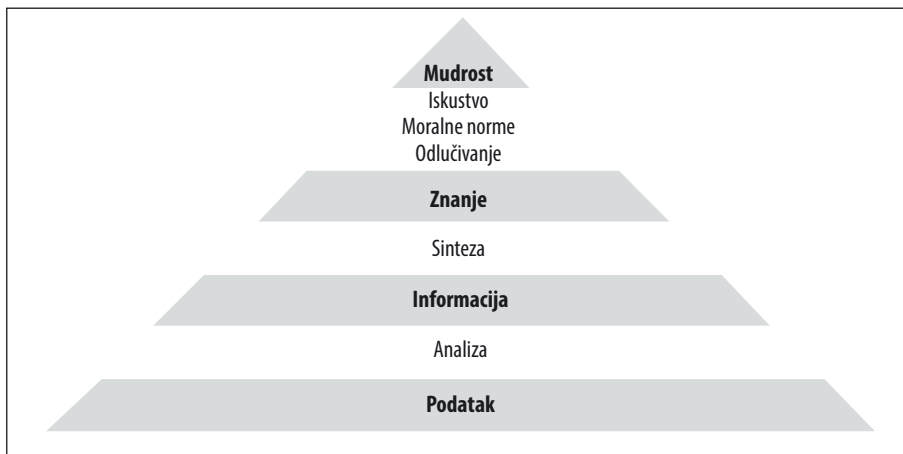 Mudrost
Iskustvo
Moralne norme
Odlučivanje
Znanje
Sinteza
Informacija
Analiza
Podatak